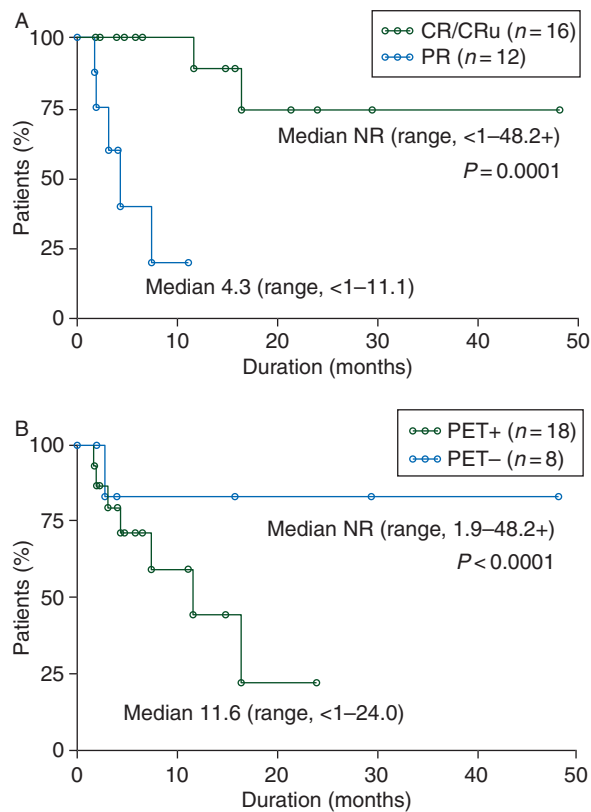 A
100
75
50
25
0
Patients (%)
CR/CRu (n = 16)
PR (n = 12)
Median NR (range, <1–48.2+)
P = 0.0001
Median 4.3 (range, <1–11.1)
0 10 20 30 40 50
Duration (months)
B
100
75
50
25
0
Patients (%)
PET+ (n = 18)
PET– (n = 8)
Median NR (range, 1.9–48.2+)
P < 0.0001
Median 11.6 (range, <1–24.0)
0 10 20 30 40 50
Duration (months)